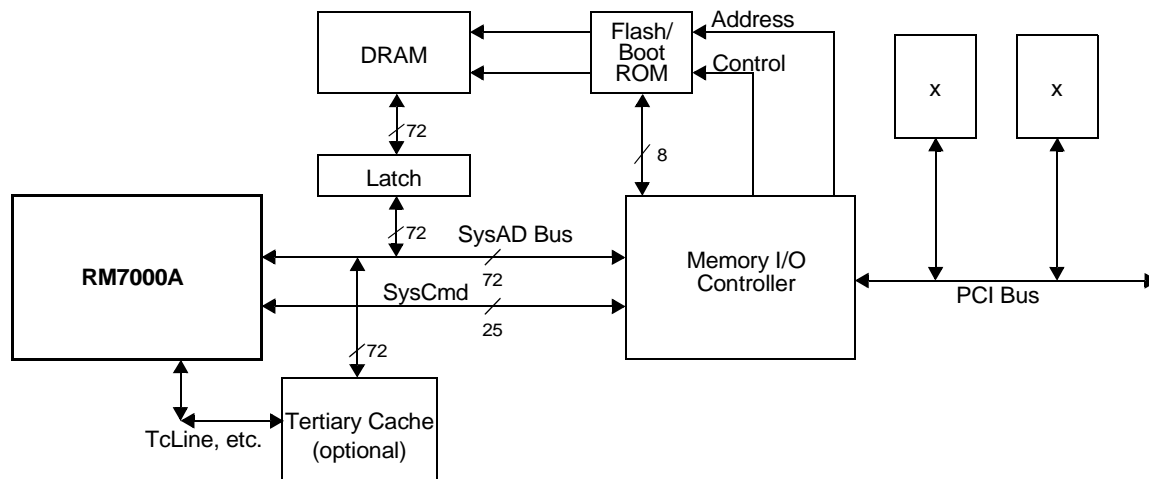 DRAM
Flash/
Boot
ROM
Address
Control
x
x
72
8
Latch
72
SysAD Bus
72
RM7000A
SysCmd
25
Memory I/O
Controller
PCI Bus
72
Tertiary Cache
(optional)
TcLine, etc.